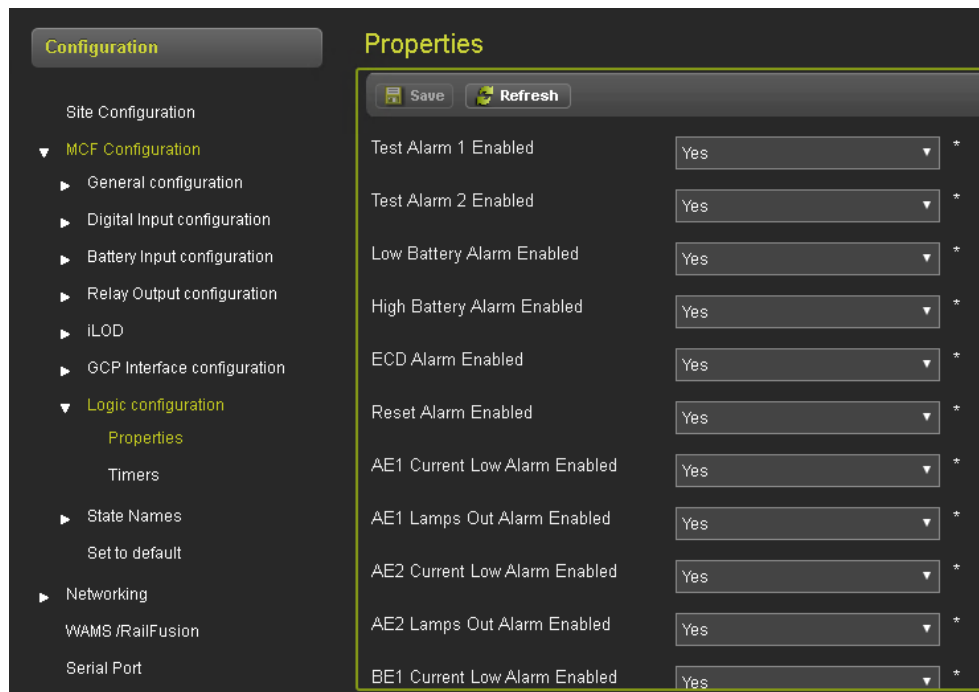 Configuration
Site Configuration
MCF Configuration
General configuration
Digital Input configuration
Battery Input configuration
Relay Output configuration
iLOD
GCP Interface configuration
Logic configuration
Properties
Timers
State Names
Set to default
Networking
WAMS /RailFusion
Serial Port
Properties
Save Refresh
Test Alarm 1 Enabled Yes *
Test Alarm 2 Enabled Yes *
Low Battery Alarm Enabled Yes *
High Battery Alarm Enabled Yes *
ECD Alarm Enabled Yes *
Reset Alarm Enabled Yes *
AE1 Current Low Alarm Enabled Yes *
AE1 Lamps Out Alarm Enabled Yes *
AE2 Current Low Alarm Enabled Yes *
AE2 Lamps Out Alarm Enabled Yes *
BE1 Current Low Alarm Enabled Yes *